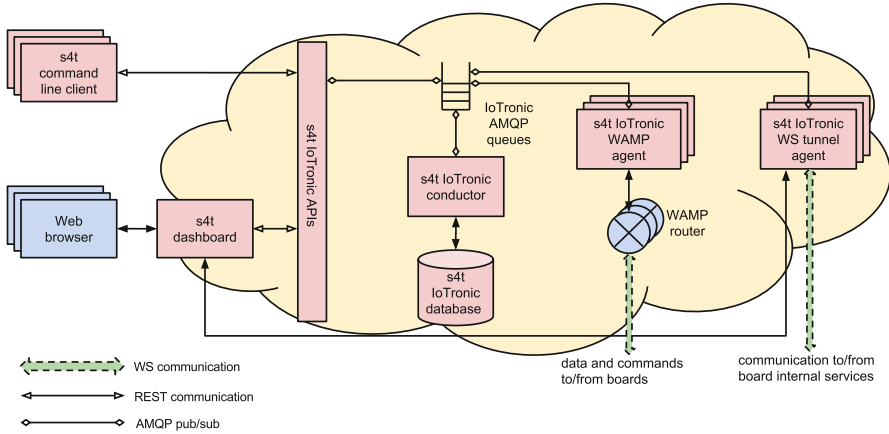 s4t
command
line client
Web
browser
s4t
dashboard
s4t IoTronic APIs
IoTronic
AMQP
queues
s4t IoTronic
conductor
s4t
IoTronic
database
s4t IoTronic
WAMP
agent
WAMP
router
s4t IoTronic
WS tunnel
agent
data and commands
to/from boards
communication to/from
board internal services
WS communication
REST communication
AMQP pub/sub